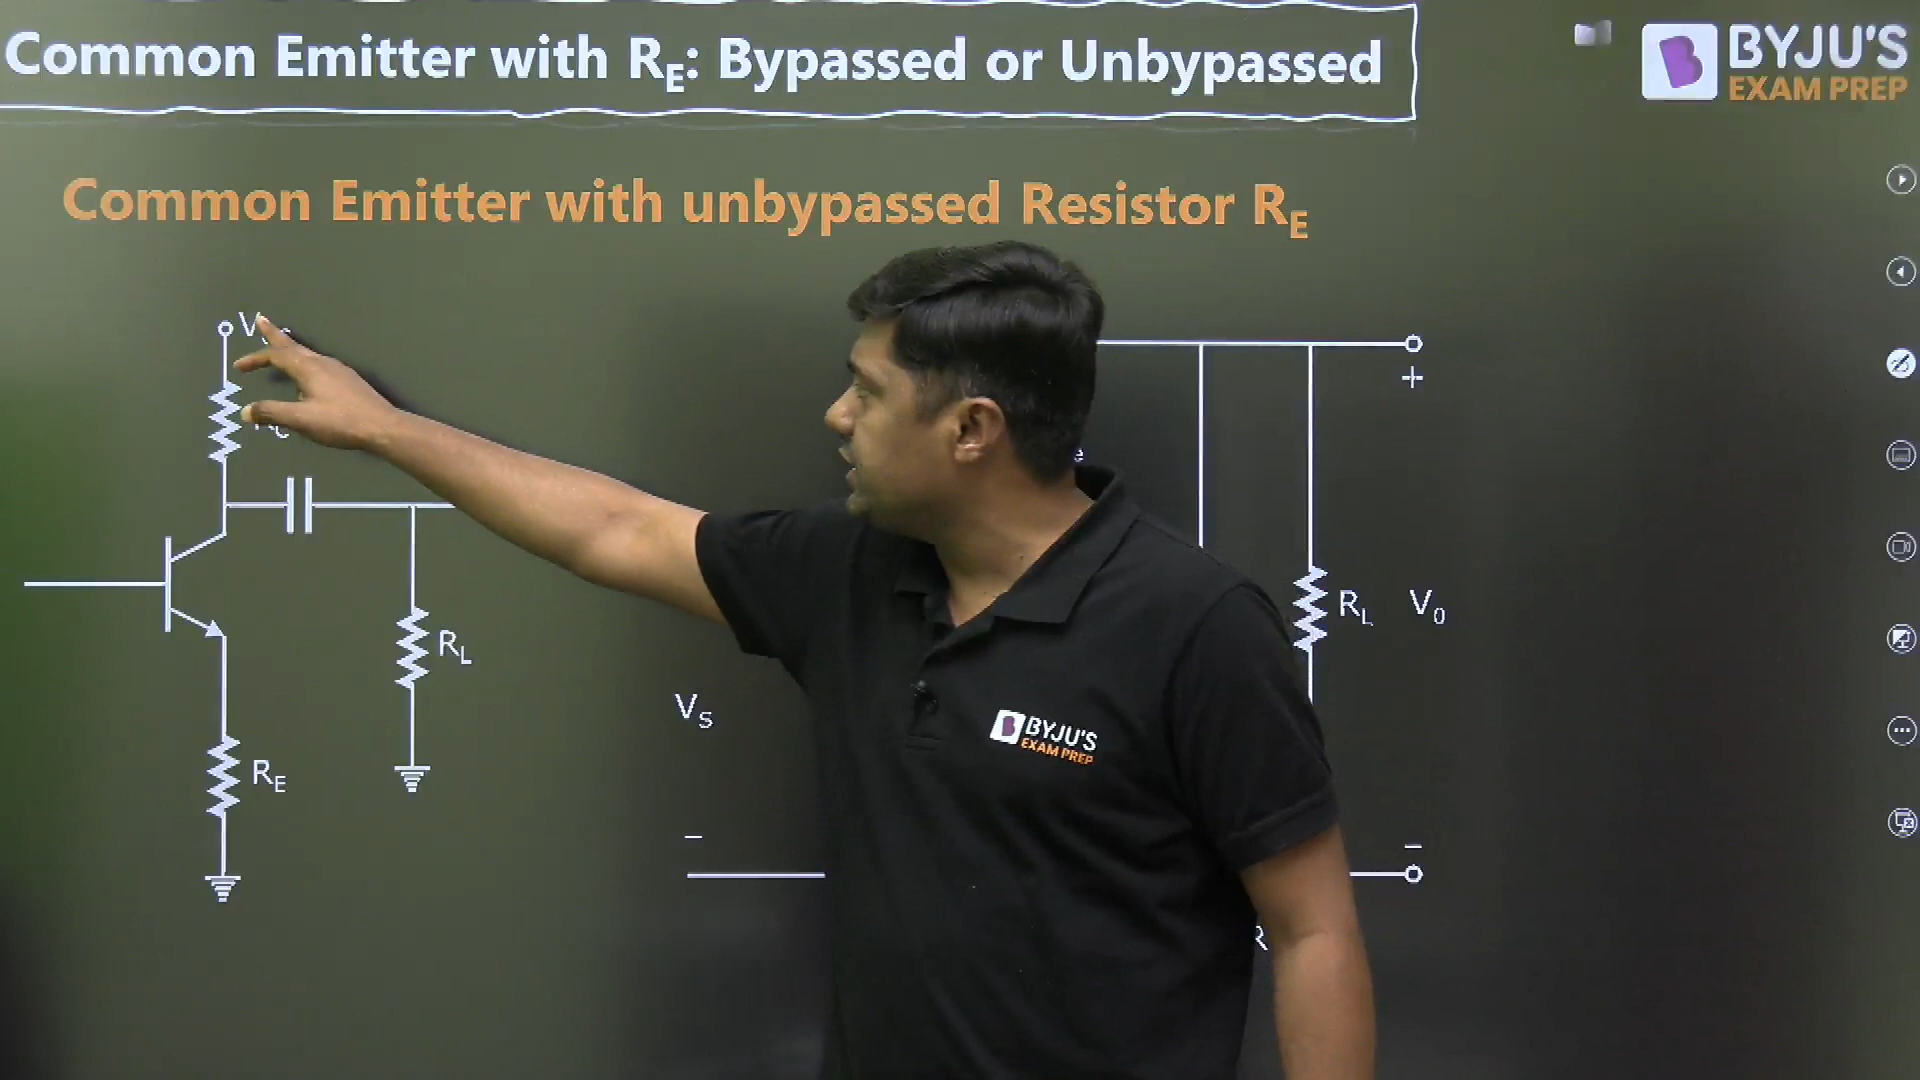 Common Emitter with RE: Bypassed or Unbypassed
BYJU'S
EXAM PREP
Common Emitter with unbypassed Resistor RE
+
RL
V0
RL
VS
BYJU'S
EXAM PREP
RE
−
−